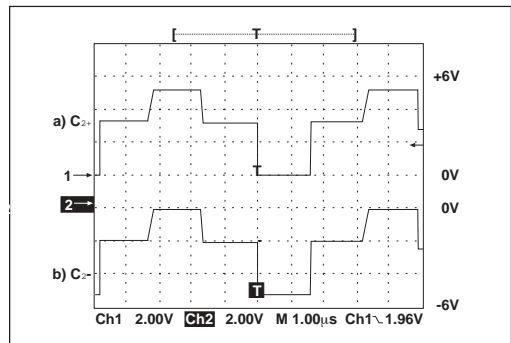 [ T ]
+6V
a) C2+
T
1 → 0V
2 → 0V
b) C2-
T
-6V
Ch1 2.00V Ch2 2.00V M 1.00µs Ch1 1.96V